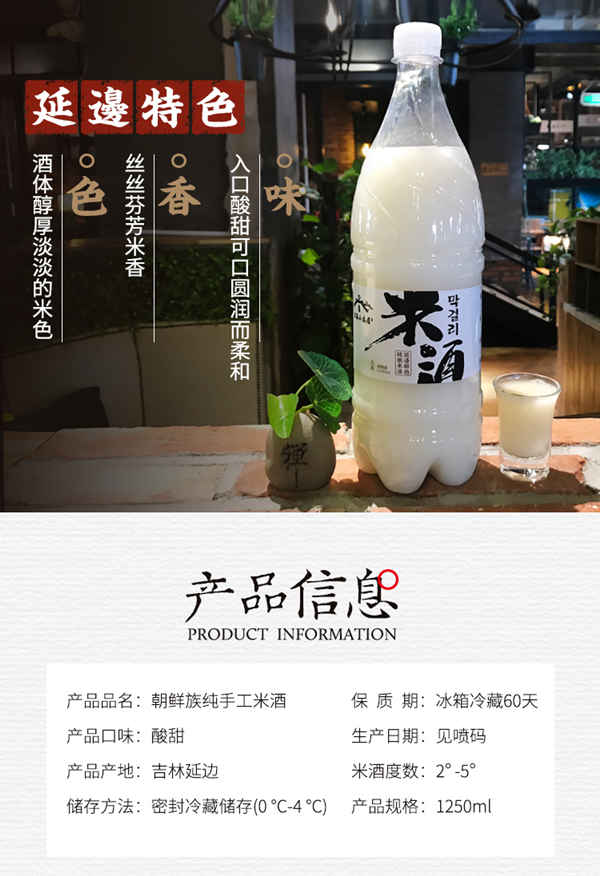 延邊特色
色
酒体醇厚淡淡的米色
香
丝丝芬芳米香
味
入口酸甜可口圆润而柔和
막걸리
米酒
禅
产品信息
PRODUCT INFORMATION
产品品名：朝鲜族纯手工米酒
保 质 期：冰箱冷藏60天
产品口味：酸甜
生产日期：见喷码
产品产地：吉林延边
米酒度数：2° -5°
储存方法：密封冷藏储存(0 ℃-4 ℃)
产品规格：1250ml